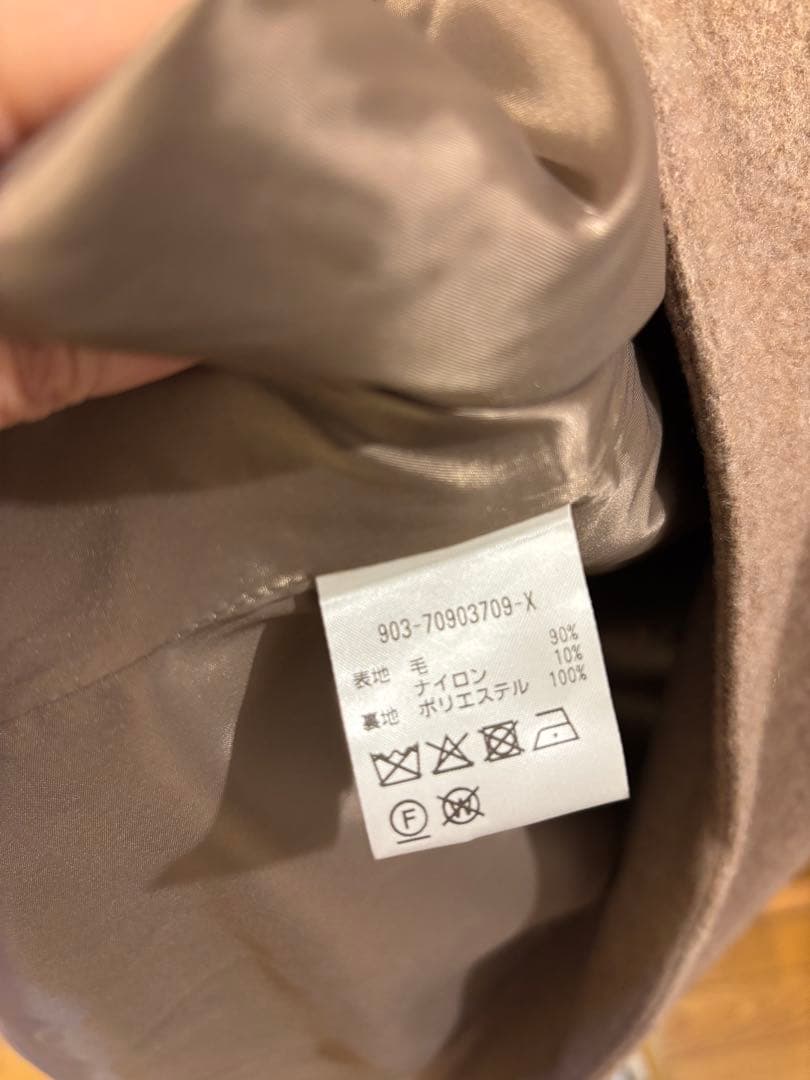 903-70903709-X
表地 毛 90%
ナイロン 10%
裏地 ポリエステル 100%
F W